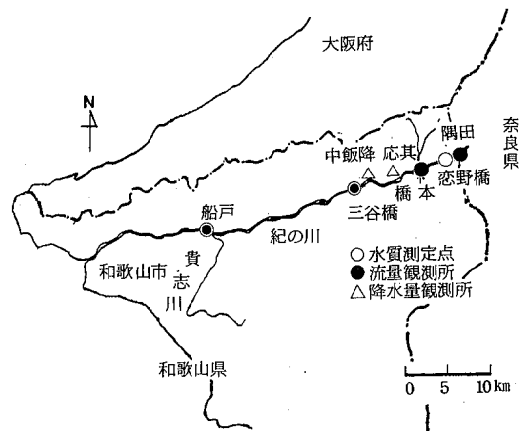 大阪府
N
奈良県
隅田
中飯降
応其
橋本
恋野橋
三谷橋
船戸
紀の川
和歌山市
貴志川
○水質測定点
●流量観測所
△降水量観測所
和歌山県
0 5 10km